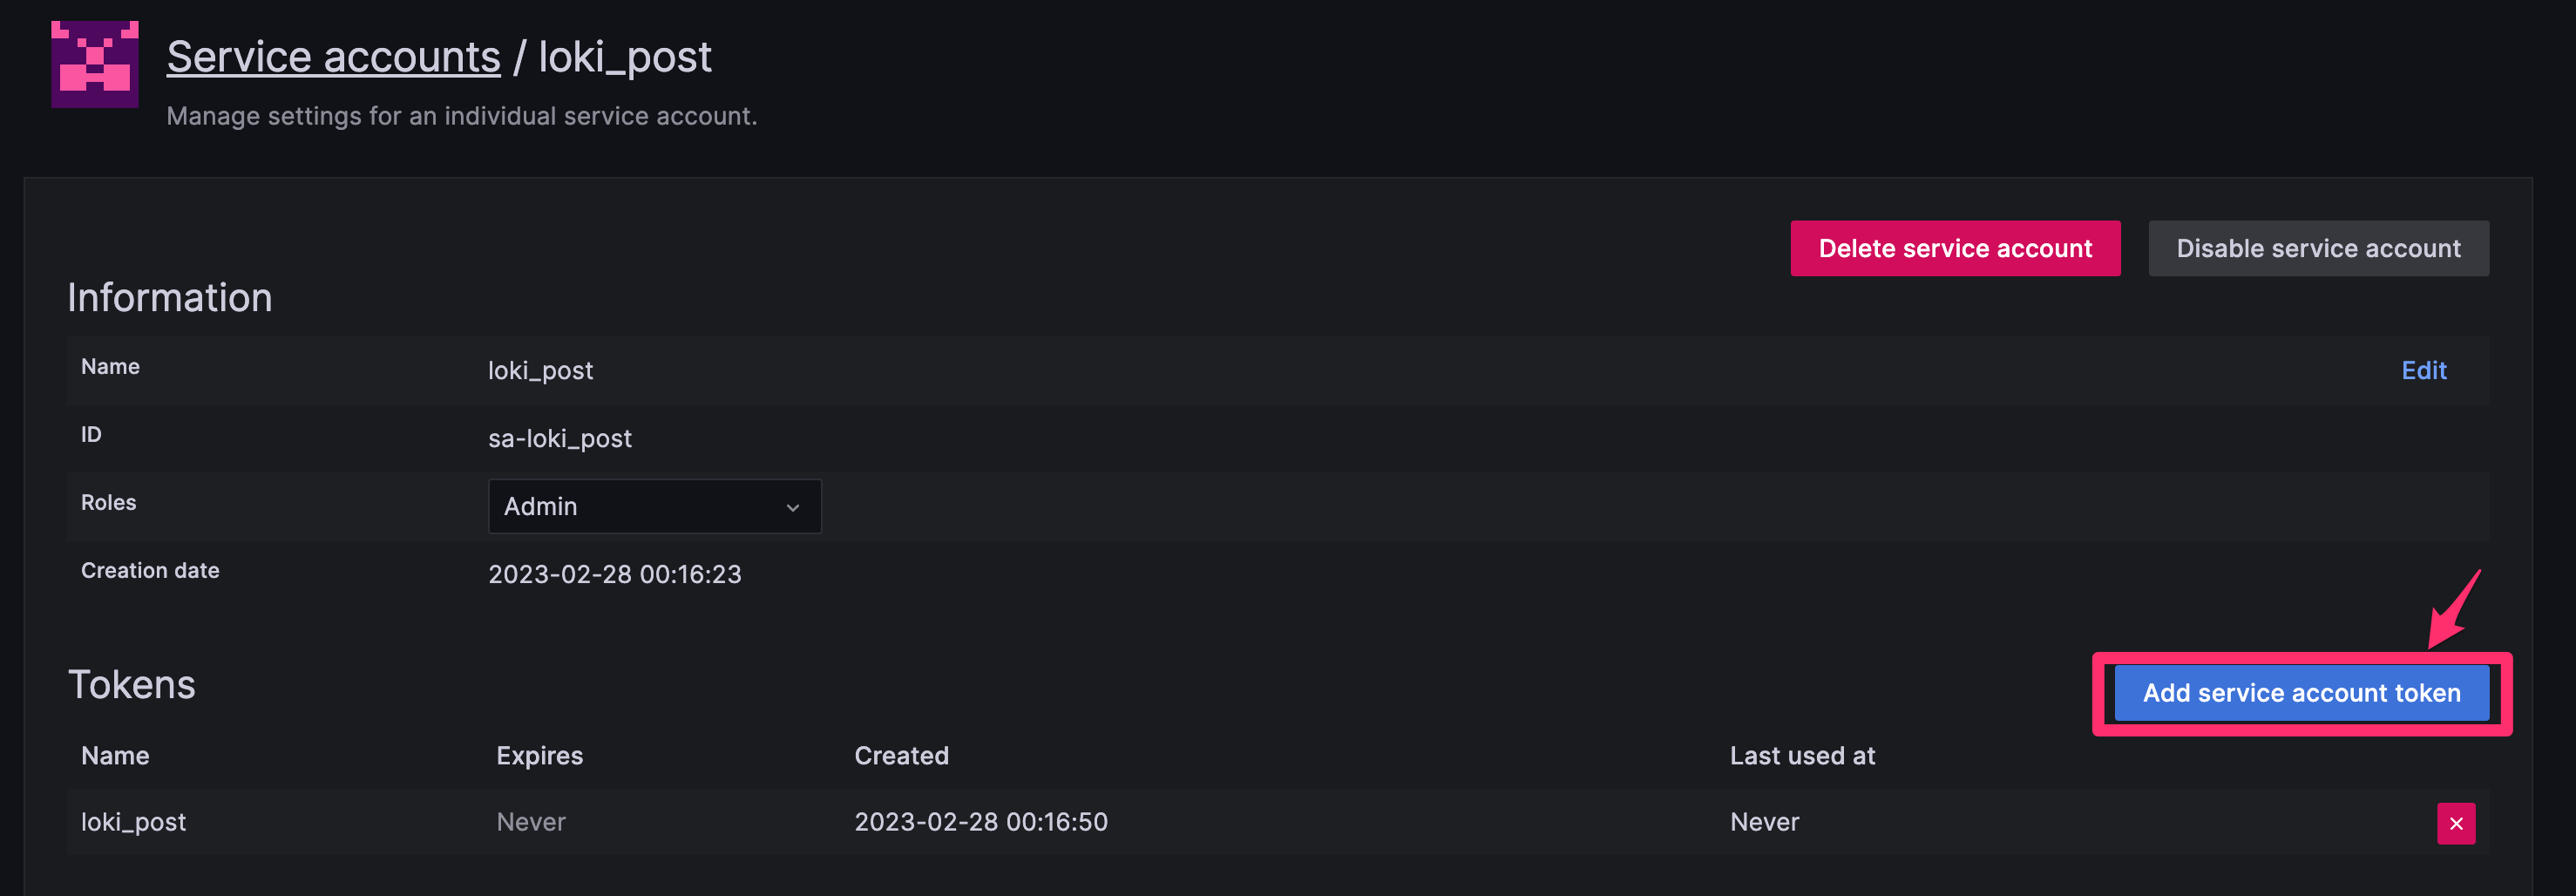 Service accounts / loki_post
Manage settings for an individual service account.
Delete service account
Disable service account
Information
Name loki_post Edit
ID sa-loki_post
Roles Admin
Creation date 2023-02-28 00:16:23
Tokens
Add service account token
Name Expires Created Last used at
loki_post Never 2023-02-28 00:16:50 Never